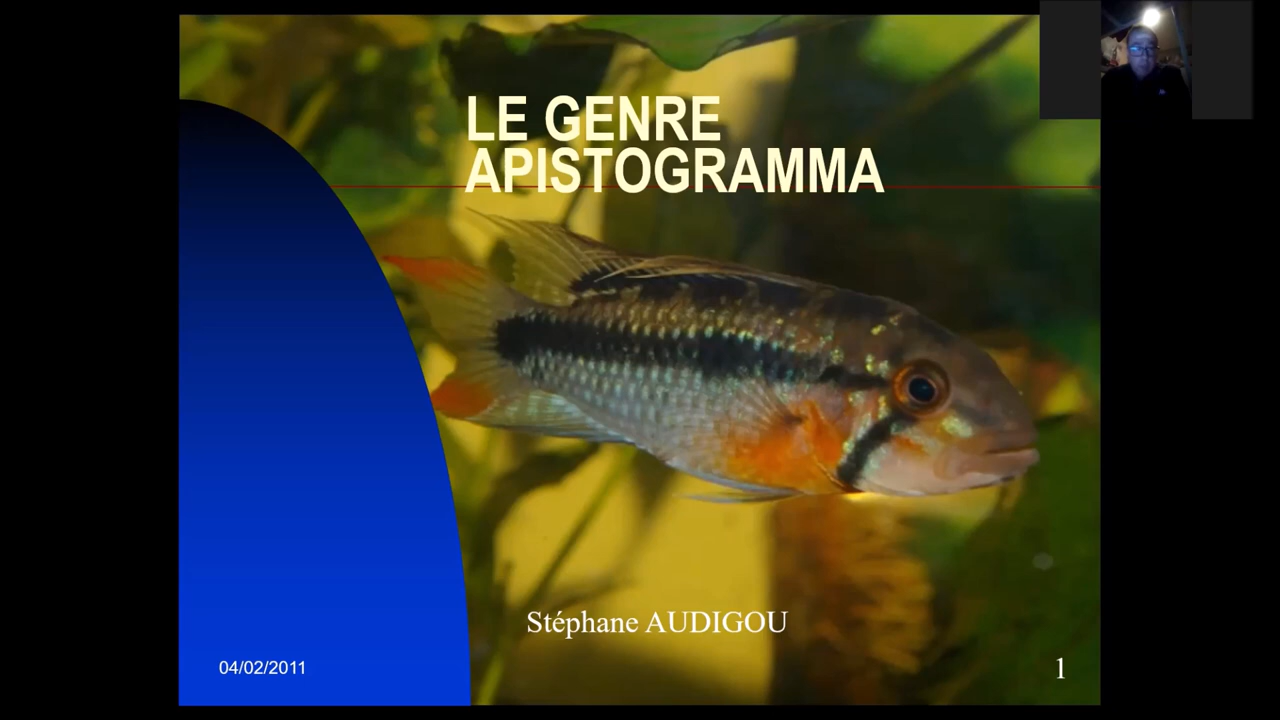 LE GENRE
APISTOGRAMMA
Stéphane AUDIGOU
04/02/2011
1